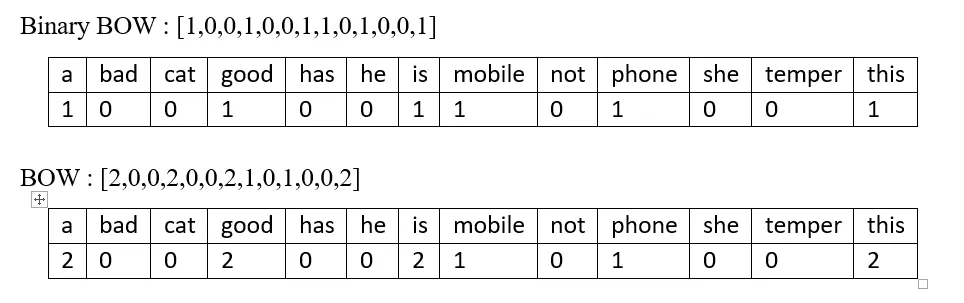 Binary BOW : [1,0,0,1,0,0,1,1,0,1,0,0,1]
a bad cat good has he is mobile not phone she temper this
1 0 0 1 0 0 1 1 0 1 0 0 1
BOW : [2,0,0,2,0,0,2,1,0,1,0,0,2]
a bad cat good has he is mobile not phone she temper this
2 0 0 2 0 0 2 1 0 1 0 0 2